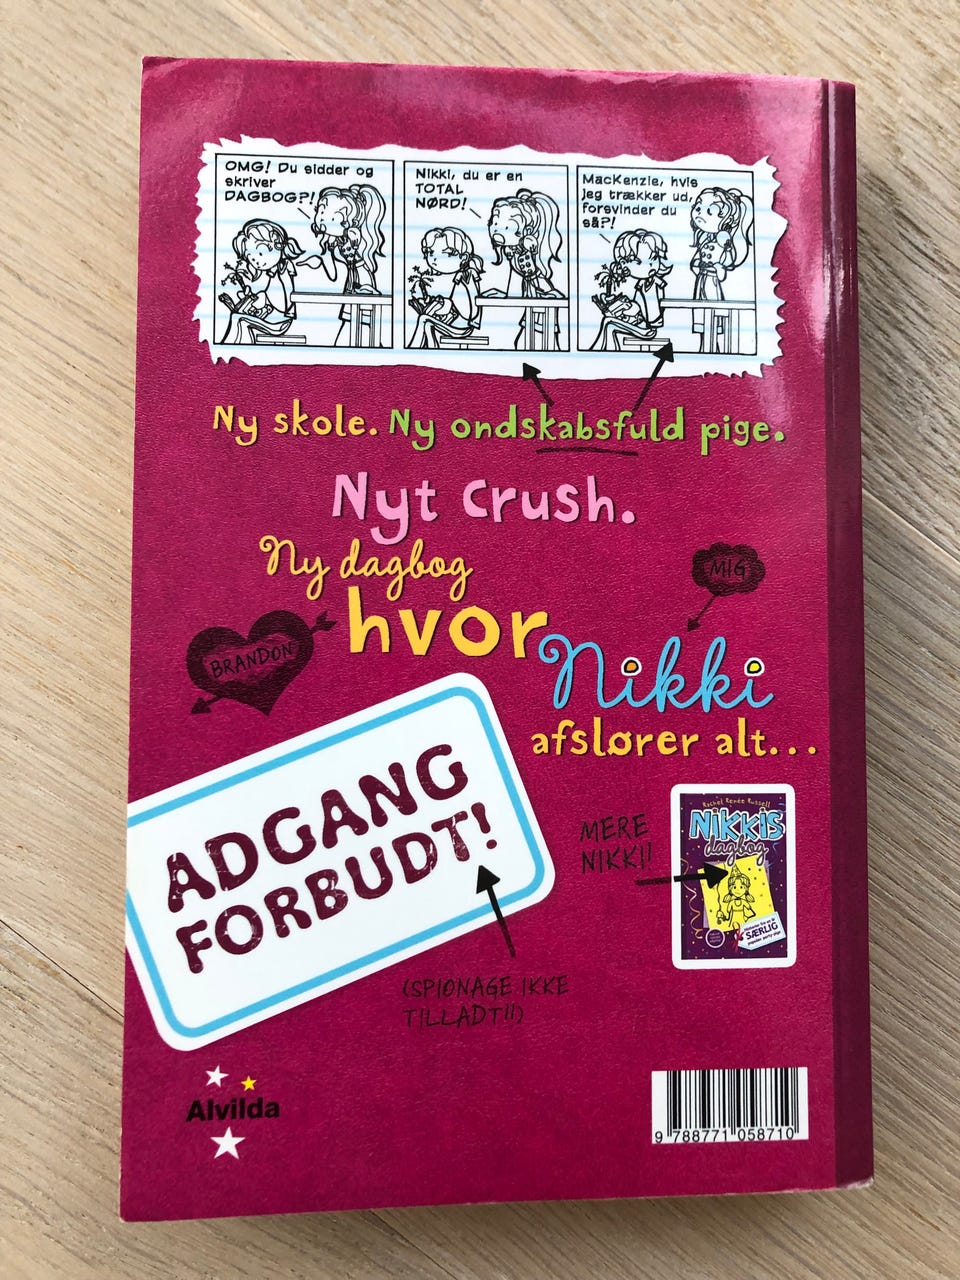 OMG! Du sidder og
skriver
DAGBOG?!
Nikki, du er en
TOTAL
NØRD!
MacKenzie, hvis
jeg trækker ud,
forsvinder du
så?!
Ny skole. Ny ondskabsfuld pige.
Nyt crush.
Ny dagbog
hvor
MIG
BRANDON
Nikki
afslører alt...
ADGANG
FORBUDT!
MERE
NIKKI!
Rachel Renée Russell
NIKKIS
dagbog
SÆRLIG
(SPIONAGE IKKE
TILLADT!!)
Alvilda
9 788771 058710